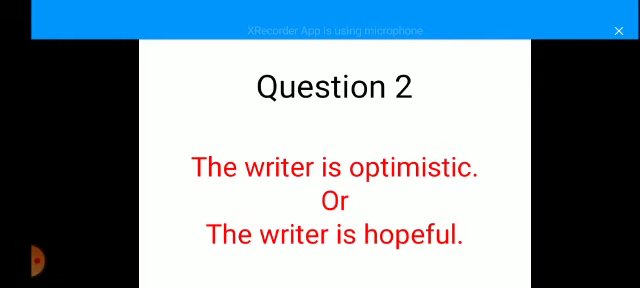 XRecorder App is using microphone
Question 2
The writer is optimistic.
Or
The writer is hopeful.